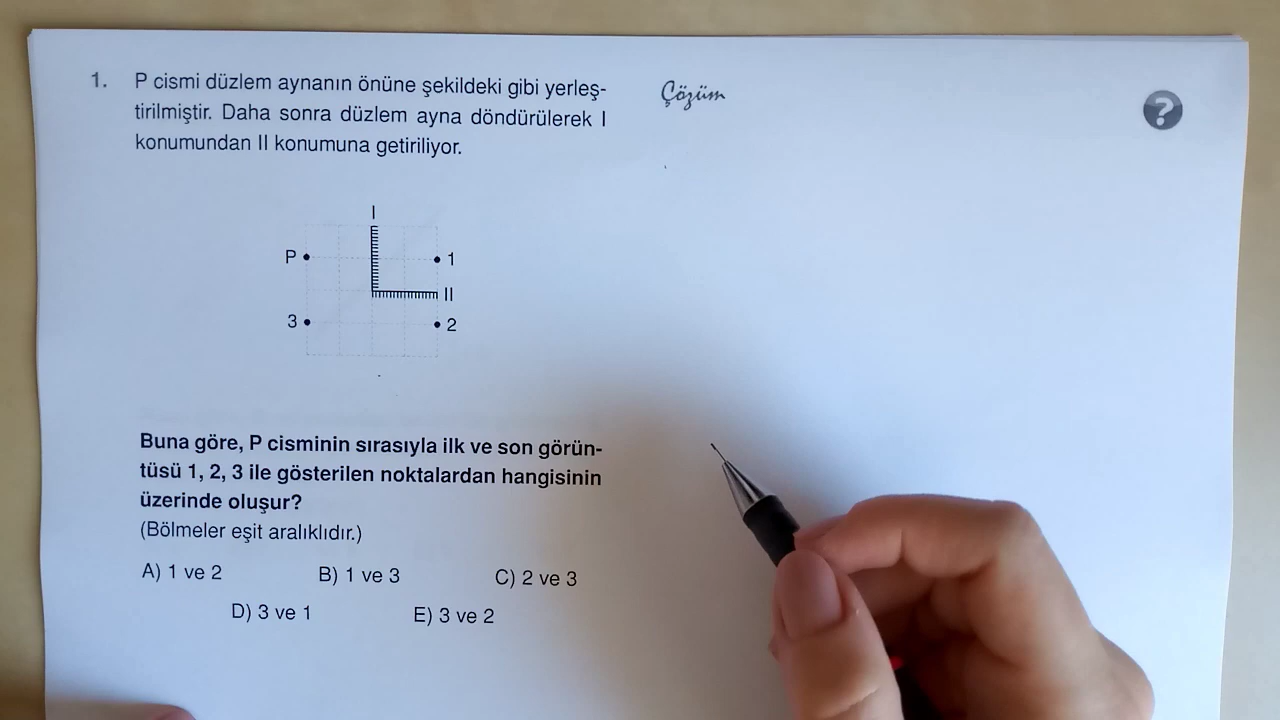 1. P cismi düzlem aynanın önüne şekildeki gibi yerleş-
tirilmiştir. Daha sonra düzlem ayna döndürülerek I
konumundan II konumuna getiriliyor.
Çözüm
?
I
P
1
II
3
2
Buna göre, P cisminin sırasıyla ilk ve son görün-
tüsü 1, 2, 3 ile gösterilen noktalardan hangisinin
üzerinde oluşur?
(Bölmeler eşit aralıklıdır.)
A) 1 ve 2 B) 1 ve 3 C) 2 ve 3
D) 3 ve 1 E) 3 ve 2